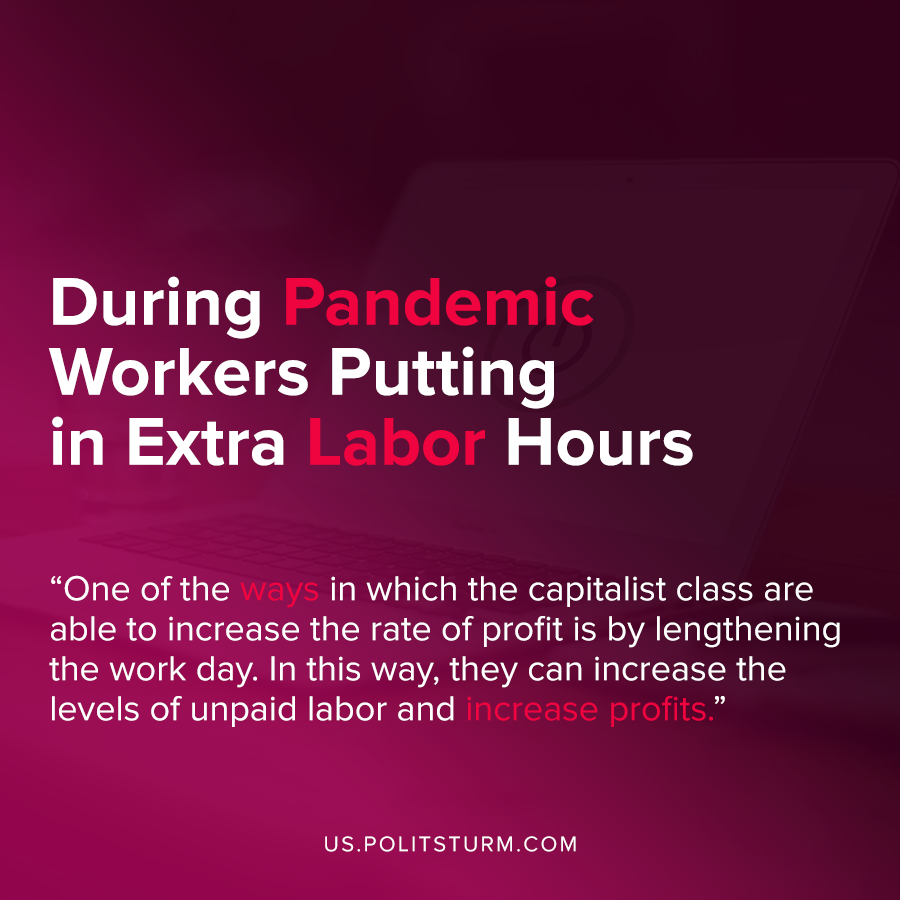 During Pandemic
Workers Putting
in Extra Labor Hours
“One of the ways in which the capitalist class are
able to increase the rate of profit is by lengthening
the work day. In this way, they can increase the
levels of unpaid labor and increase profits.”
US.POLITSTURM.COM